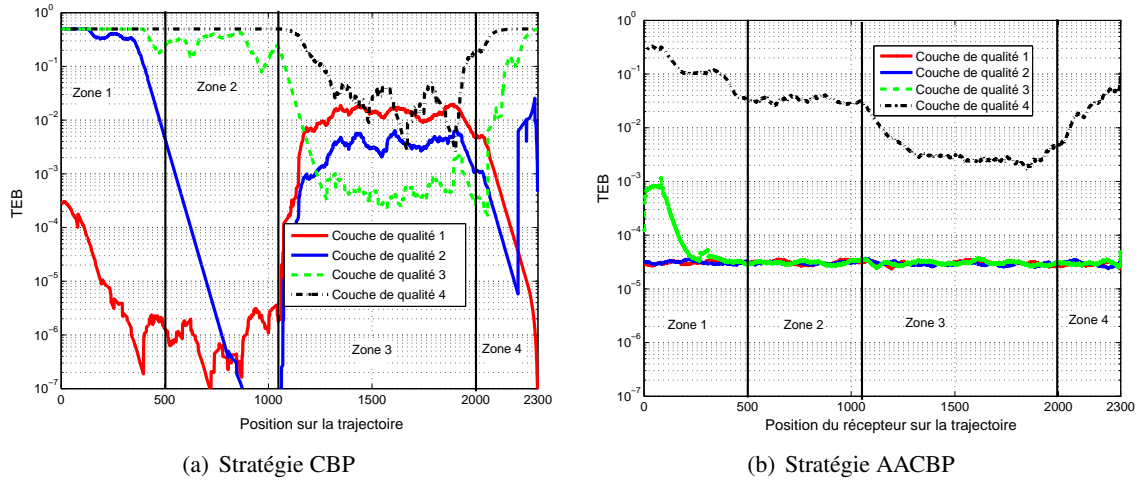 10⁰
10⁻¹
10⁻²
10⁻³
10⁻⁴
10⁻⁵
10⁻⁶
10⁻⁷
TEB
Zone 1
Zone 2
Zone 3
Zone 4
Couche de qualité 1
Couche de qualité 2
Couche de qualité 3
Couche de qualité 4
0 500 1000 1500 2000 2300
Position sur la trajectoire
(a) Stratégie CBP
10⁰
10⁻¹
10⁻²
10⁻³
10⁻⁴
10⁻⁵
10⁻⁶
10⁻⁷
TEB
Couche de qualité 1
Couche de qualité 2
Couche de qualité 3
Couche de qualité 4
Zone 1
Zone 2
Zone 3
Zone 4
0 500 1000 1500 2000 2300
Position du récepteur sur la trajectoire
(b) Stratégie AACBP